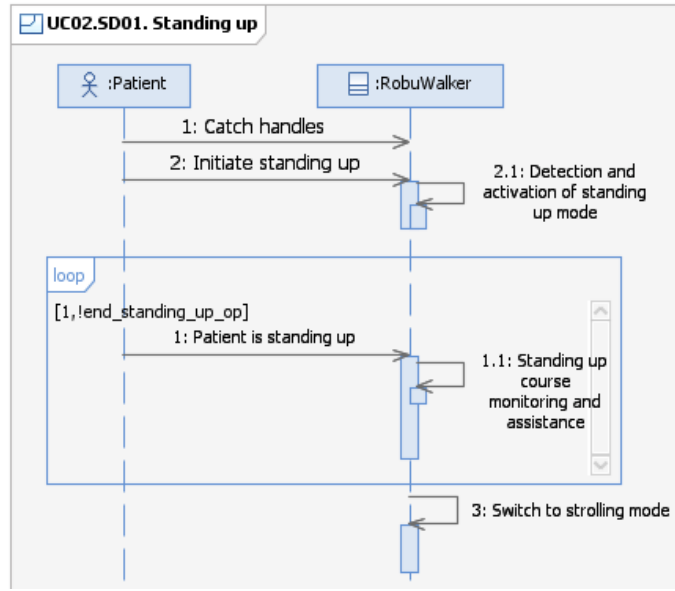 UC02.SD01. Standing up
:Patient
:RobuWalker
1: Catch handles
2: Initiate standing up
2.1: Detection and
activation of standing
up mode
loop
[1,!end_standing_up_op]
1: Patient is standing up
1.1: Standing up
course
monitoring and
assistance
3: Switch to strolling mode